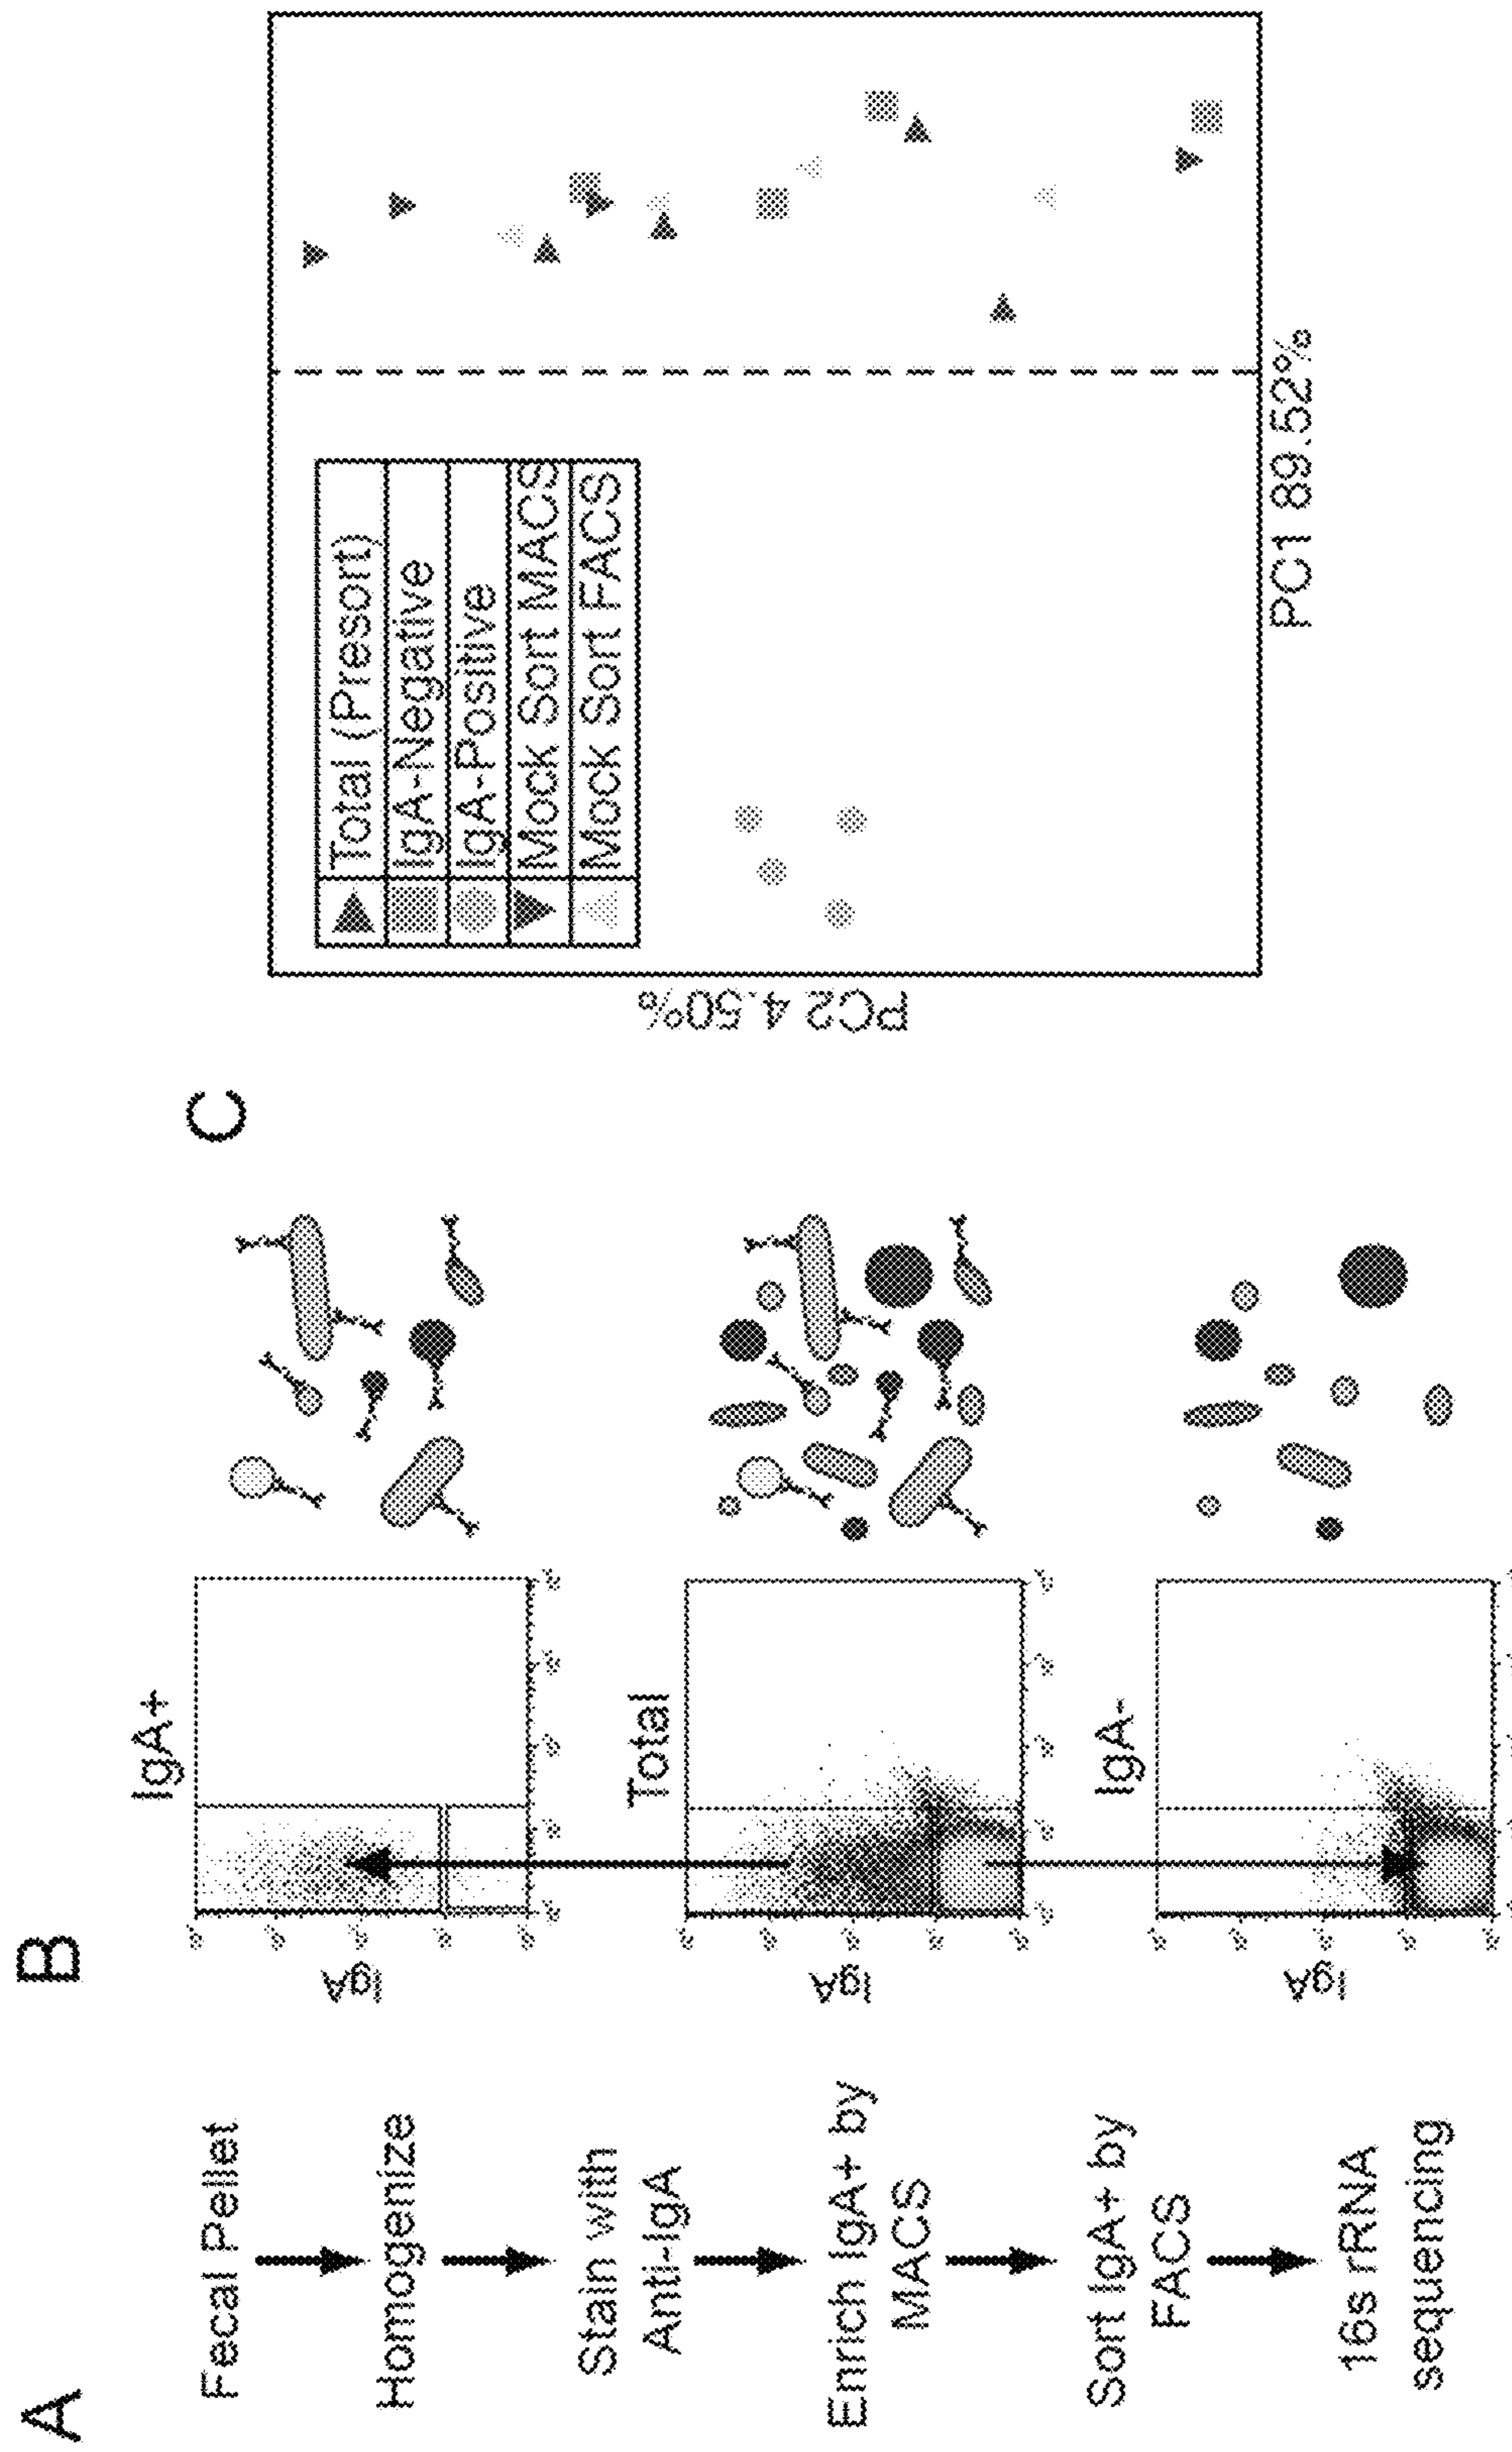 A
Fecal Pellet
Homogenize
Stain with
Anti-IgA
Enrich IgA+ by
MACS
Sort IgA+ by
FACS
16s rRNA
sequencing
B
IgA+
IgA
Total
IgA
IgA-
IgA
C
Total (Presort)
IgA-Negative
IgA-Positive
Mock Sort MACS
Mock Sort FACS
PC2 4.50%
PC1 89.52%